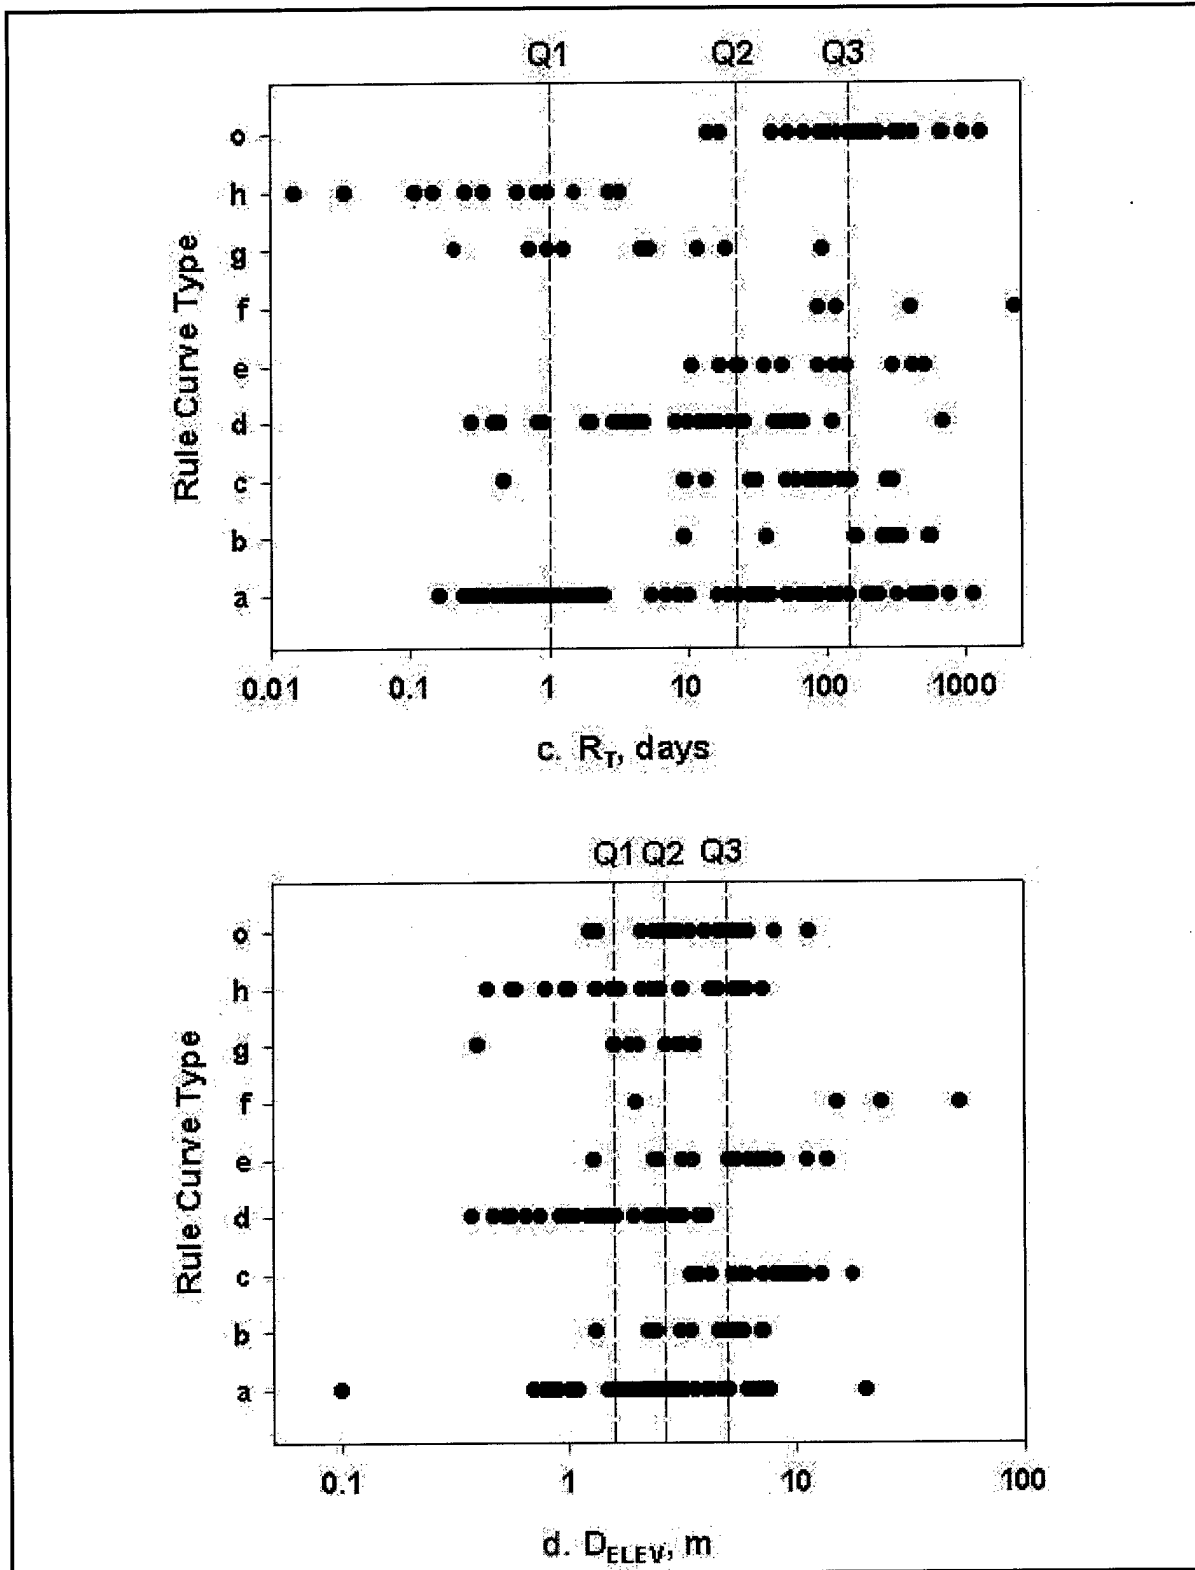 Q1 Q2 Q3
Rule Curve Type
o
h
g
f
e
d
c
b
a
0.01 0.1 1 10 100 1000
c. R_T, days
Q1 Q2 Q3
Rule Curve Type
o
h
g
f
e
d
c
b
a
0.1 1 10 100
d. D_ELEV, m